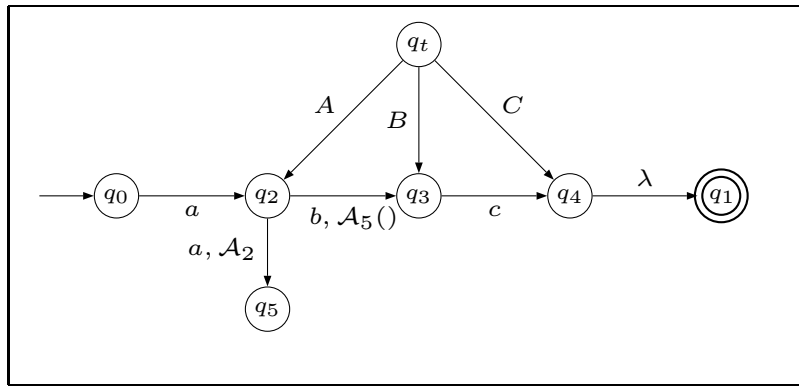 q_t
A
B
C
q_0
a
q_2
b, 𝒜_5()
q_3
c
q_4
λ
q_1
a, 𝒜_2
q_5